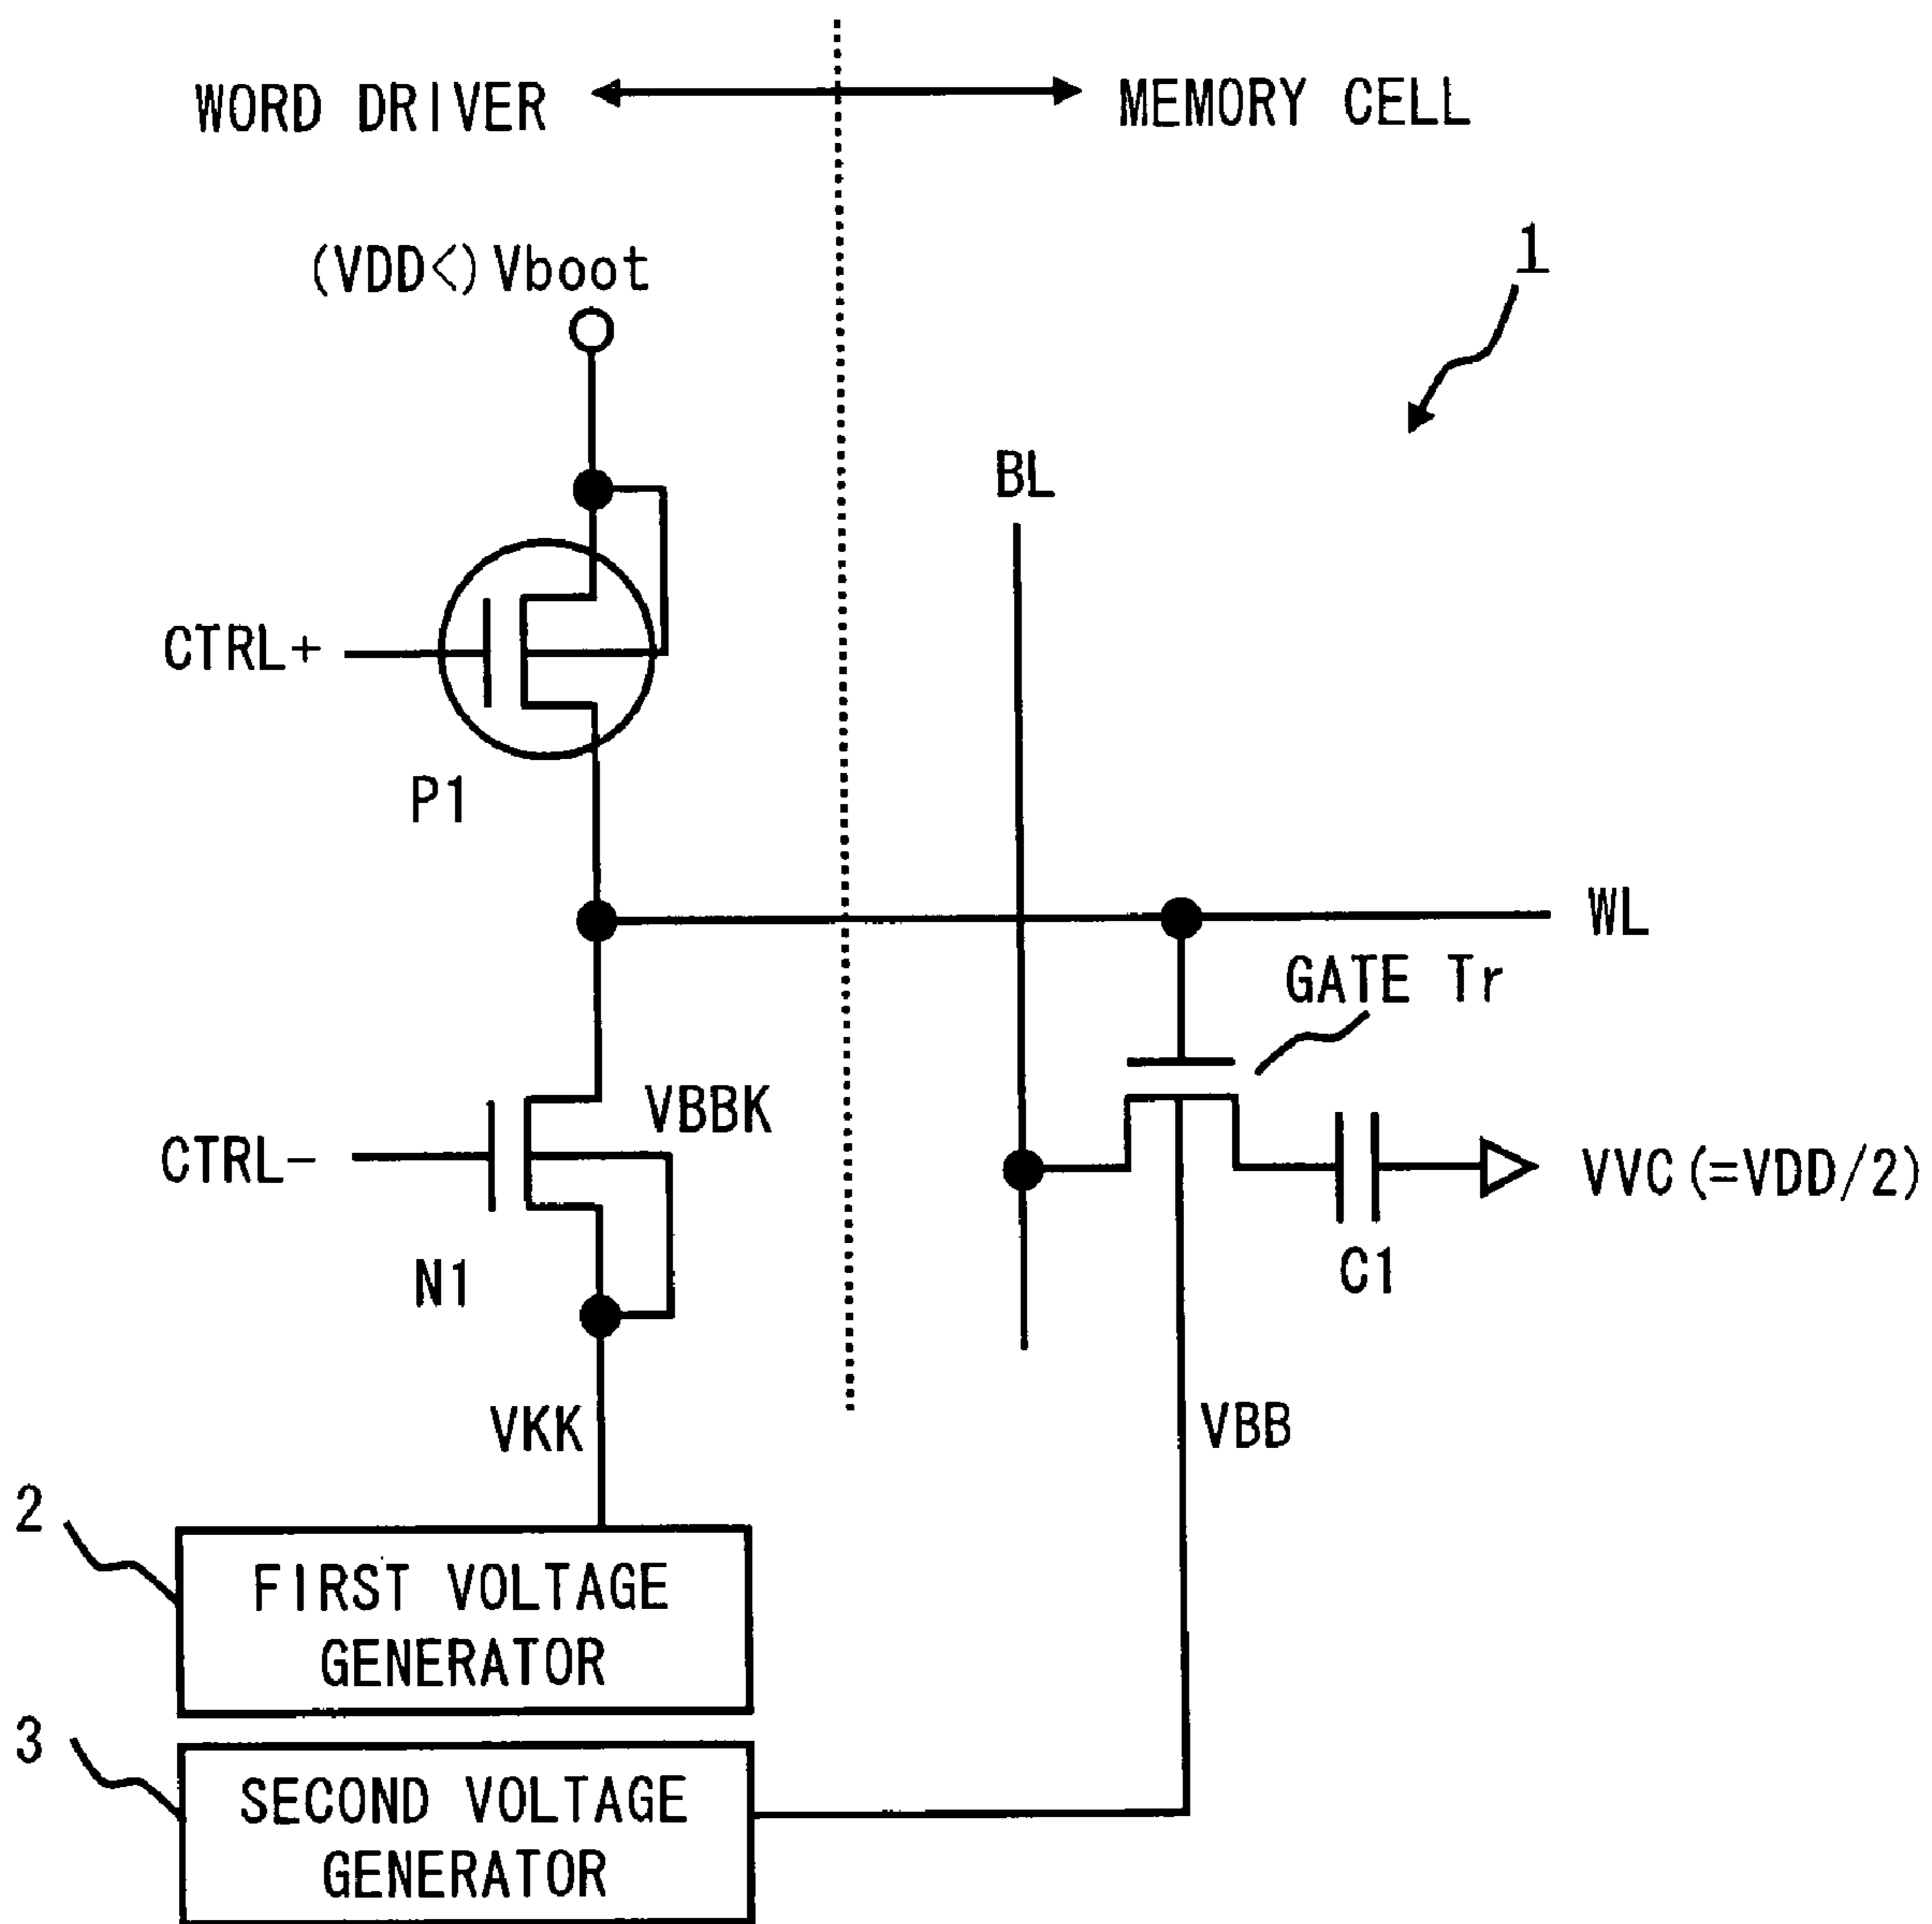 WORD DRIVER
MEMORY CELL
1
(VDD<)Vboot
BL
CTRL+
P1
WL
GATE Tr
VBBK
CTRL-
VVC(=VDD/2)
N1
C1
VKK
VBB
2
FIRST VOLTAGE
GENERATOR
3
SECOND VOLTAGE
GENERATOR